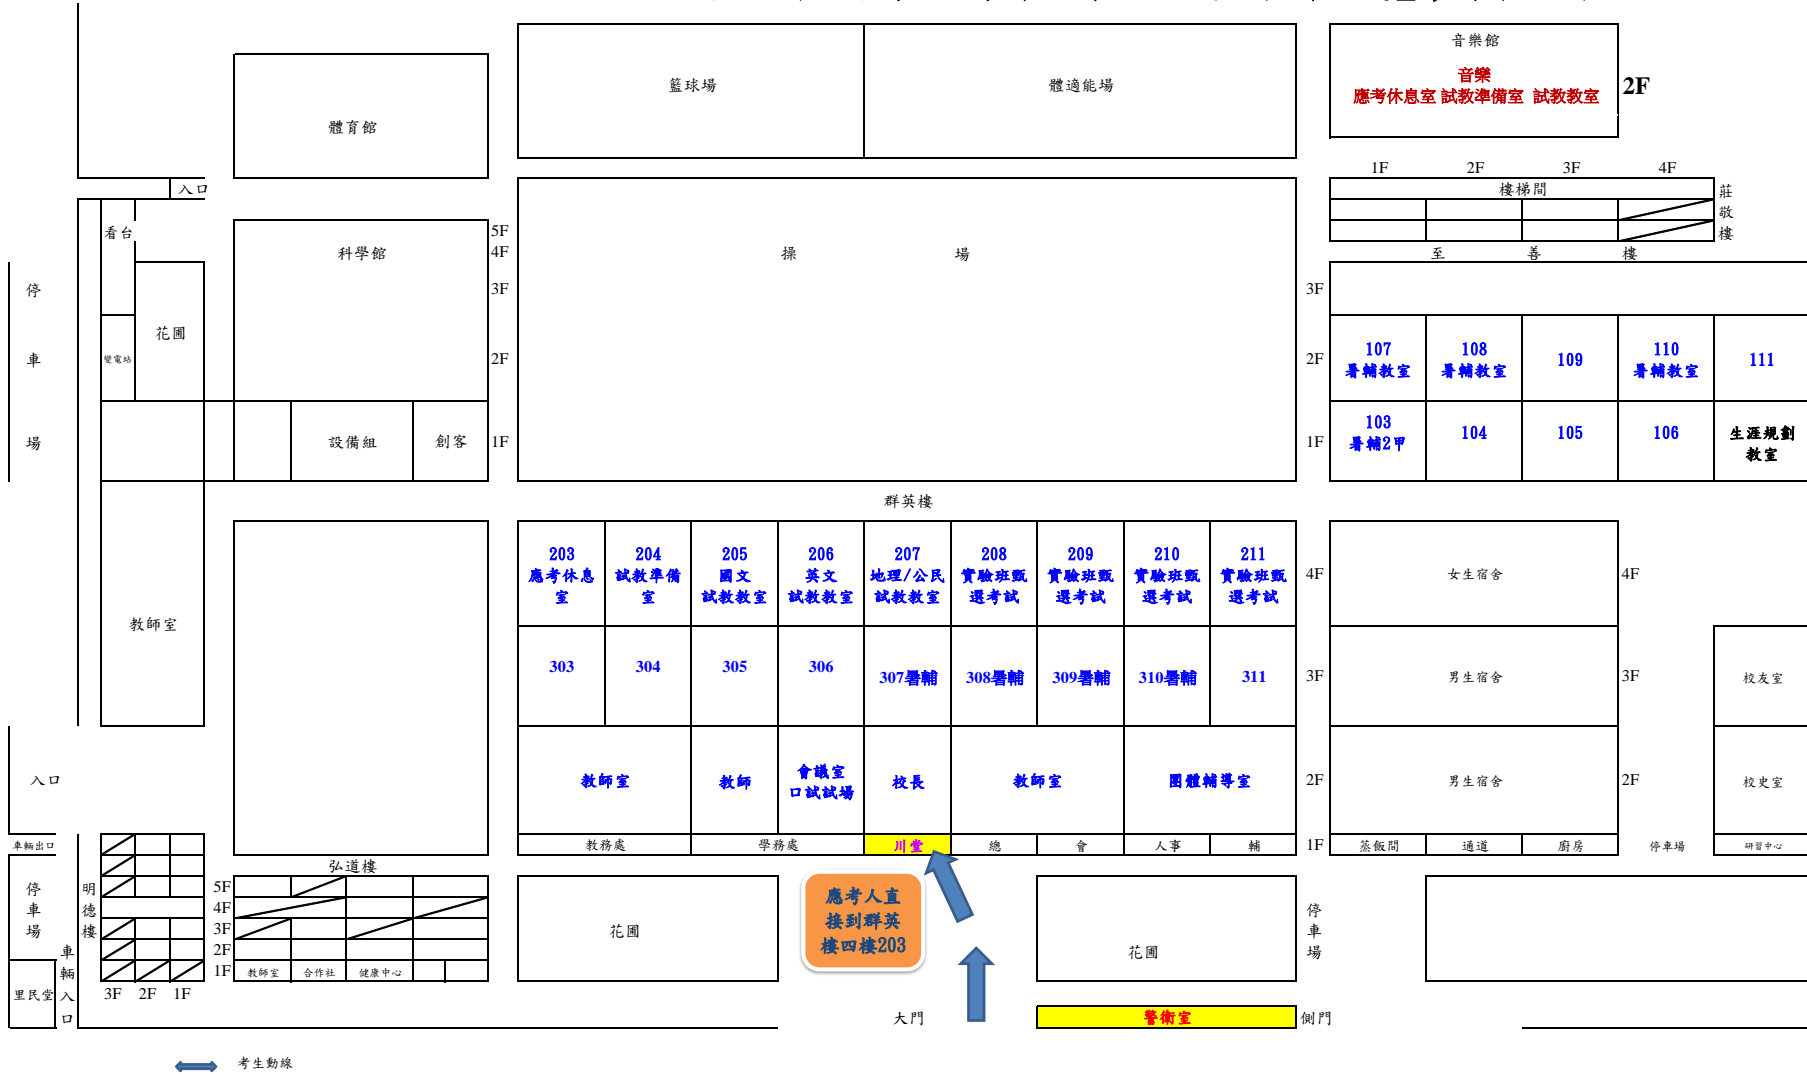 音樂館
音樂
應考休息室 試教準備室 試教教室
2F
籃球場
體適能場
體育館
1F 2F 3F 4F
樓梯間
莊敬樓
入口
看台
科學館
5F
4F
3F
2F
1F
操場
至善樓
3F
2F
1F
停車場
花圃
變電站
107
暑輔教室
108
暑輔教室
109
110
暑輔教室
111
103
暑輔2甲
104
105
106
生涯規劃
教室
設備組
創客
群英樓
203
應考休息
室
204
試教準備
室
205
國文
試教教室
206
英文
試教教室
207
地理/公民
試教教室
208
實驗班甄
選考試
209
實驗班甄
選考試
210
實驗班甄
選考試
211
實驗班甄
選考試
4F
女生宿舍
4F
教師室
303
304
305
306
307暑輔
308暑輔
309暑輔
310暑輔
311
3F
男生宿舍
3F
校友室
入口
教師室
教師
會議室
口試試場
校長
教師室
團體輔導室
2F
男生宿舍
2F
校史室
車輛出口
教務處
學務處
川堂
總
會
人事
輔
1F
蒸飯間
通道
廚房
停車場
研習中心
弘道樓
停車場
明德樓
5F
4F
3F
2F
1F
應考人直
接到群英
樓四樓203
花圃
花圃
停車場
車輛入口
教師室
合作社
健康中心
里民堂
3F 2F 1F
大門
警衛室
側門
考生動線